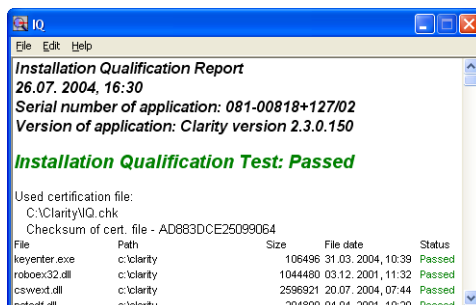 IQ
File Edit Help
Installation Qualification Report
26.07. 2004, 16:30
Serial number of application: 081-00818+127/02
Version of application: Clarity version 2.3.0.150
Installation Qualification Test: Passed
Used certification file:
C:\Clarity\IQ.chk
Checksum of cert. file - AD883DCE25099064
File Path Size File date Status
keyenter.exe c:\clarity 106496 31.03. 2004, 10:39 Passed
roboex32.dll c:\clarity 1044480 03.12. 2001, 11:32 Passed
cswext.dll c:\clarity 2596921 20.07. 2004, 07:44 Passed